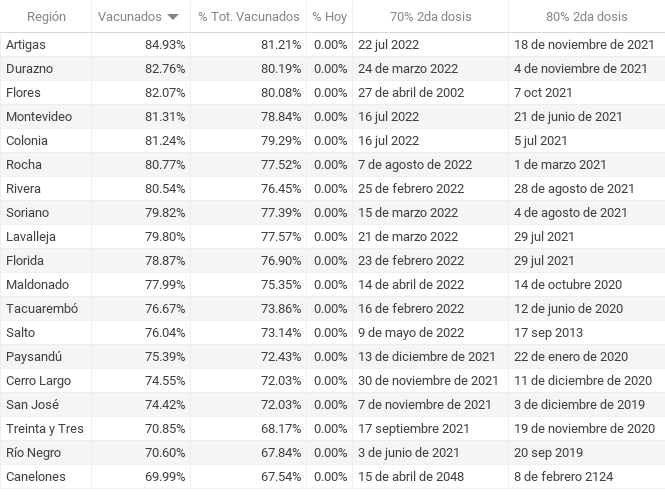 Región Vacunados % Tot. Vacunados % Hoy 70% 2da dosis 80% 2da dosis
Artigas 84.93% 81.21% 0.00% 22 jul 2022 18 de noviembre de 2021
Durazno 82.76% 80.19% 0.00% 24 de marzo 2022 4 de noviembre de 2021
Flores 82.07% 80.08% 0.00% 27 de abril de 2002 7 oct 2021
Montevideo 81.31% 78.84% 0.00% 16 jul 2022 21 de junio de 2021
Colonia 81.24% 79.29% 0.00% 16 jul 2022 5 jul 2021
Rocha 80.77% 77.52% 0.00% 7 de agosto de 2022 1 de marzo 2021
Rivera 80.54% 76.45% 0.00% 25 de febrero 2022 28 de agosto de 2021
Soriano 79.82% 77.39% 0.00% 15 de marzo 2022 4 de agosto de 2021
Lavalleja 79.80% 77.57% 0.00% 21 de marzo 2022 29 jul 2021
Florida 78.87% 76.90% 0.00% 23 de febrero 2022 29 jul 2021
Maldonado 77.99% 75.35% 0.00% 14 de abril de 2022 14 de octubre 2020
Tacuarembó 76.67% 73.86% 0.00% 16 de febrero 2022 12 de junio de 2020
Salto 76.04% 73.14% 0.00% 9 de mayo de 2022 17 sep 2013
Paysandú 75.39% 72.43% 0.00% 13 de diciembre de 2021 22 de enero de 2020
Cerro Largo 74.55% 72.03% 0.00% 30 de noviembre de 2021 11 de diciembre de 2020
San José 74.42% 72.03% 0.00% 7 de noviembre de 2021 3 de diciembre de 2019
Treinta y Tres 70.85% 68.17% 0.00% 17 septiembre 2021 19 de noviembre de 2020
Río Negro 70.60% 67.84% 0.00% 3 de junio de 2021 20 sep 2019
Canelones 69.99% 67.54% 0.00% 15 de abril de 2048 8 de febrero 2124